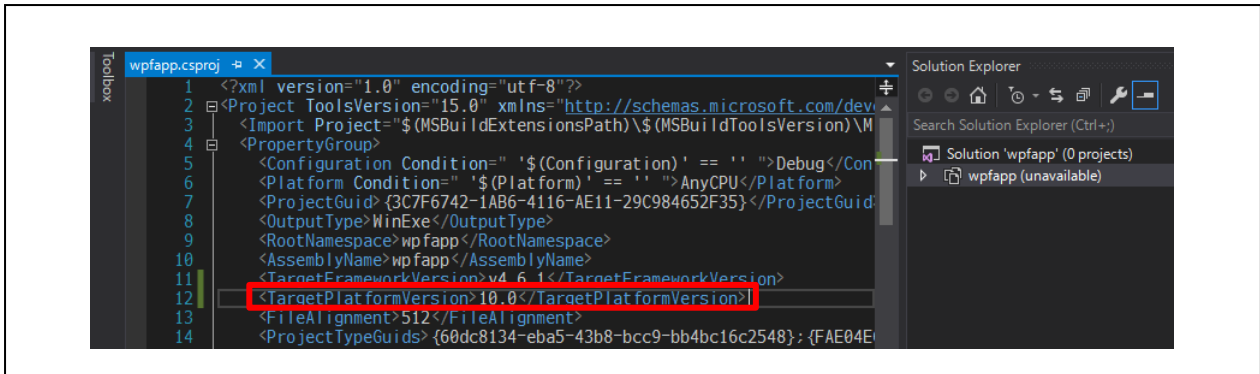 Toolbox
wpfapp.csproj
1 <?xml version="1.0" encoding="utf-8"?>
2 <Project ToolsVersion="15.0" xmlns="http://schemas.microsoft.com/deve
3 <Import Project="$(MSBuildExtensionsPath)\$(MSBuildToolsVersion)\M
4 <PropertyGroup>
5 <Configuration Condition=" '$(Configuration)' == '' ">Debug</Con
6 <Platform Condition=" '$(Platform)' == '' ">AnyCPU</Platform>
7 <ProjectGuid>{3C7F6742-1AB6-4116-AE11-29C984652F35}</ProjectGuid>
8 <OutputType>WinExe</OutputType>
9 <RootNamespace>wpfapp</RootNamespace>
10 <AssemblyName>wpfapp</AssemblyName>
11 <TargetFrameworkVersion>v4.6.1</TargetFrameworkVersion>
12 <TargetPlatformVersion>10.0</TargetPlatformVersion>
13 <FileAlignment>512</FileAlignment>
14 <ProjectTypeGuids>{60dc8134-eba5-43b8-bcc9-bb4bc16c2548};{FAE04E
Solution Explorer
Search Solution Explorer (Ctrl+;)
Solution 'wpfapp' (0 projects)
wpfapp (unavailable)